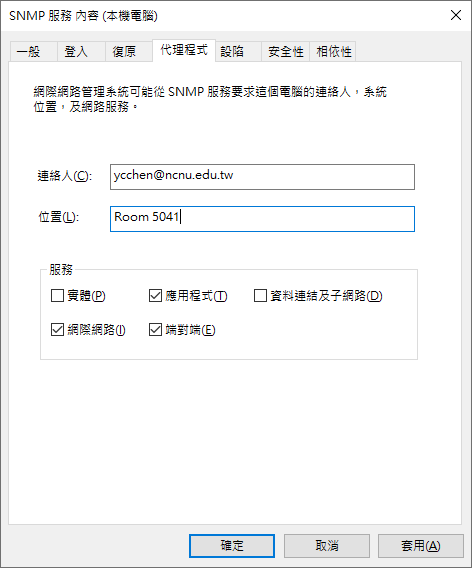 SNMP 服務 內容 (本機電腦)
一般 登入 復原 代理程式 設陷 安全性 相依性
網際網路管理系統可能從 SNMP 服務要求這個電腦的連絡人，系統
位置，及網路服務。
連絡人(C): ycchen@ncnu.edu.tw
位置(L): Room 5041
服務
實體(P) 應用程式(T) 資料連結及子網路(D)
網際網路(I) 端對端(E)
確定 取消 套用(A)